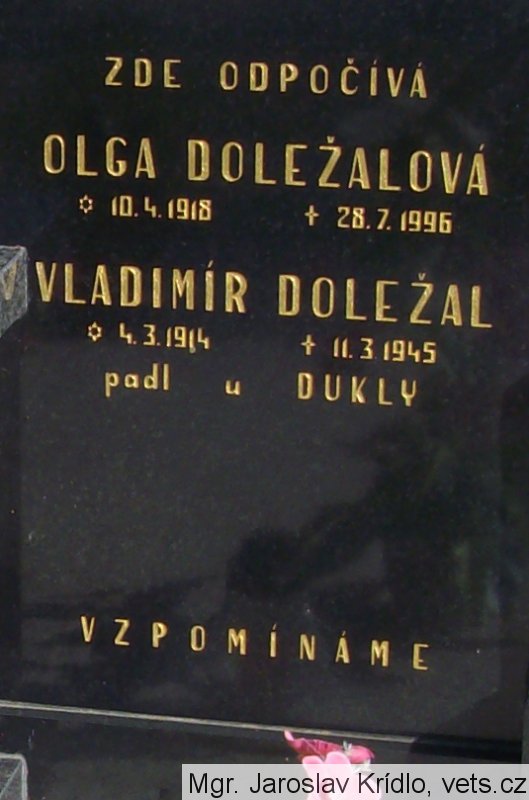 ZDE ODPOČÍVÁ
OLGA DOLEŽALOVÁ
✡ 10.4.1918 † 28.7.1996
VLADIMÍR DOLEŽAL
✡ 4.3.1914 † 11.3 1945
padl u DUKLY
VZPOMÍNÁME
Mgr. Jaroslav Krídlo, vets.cz